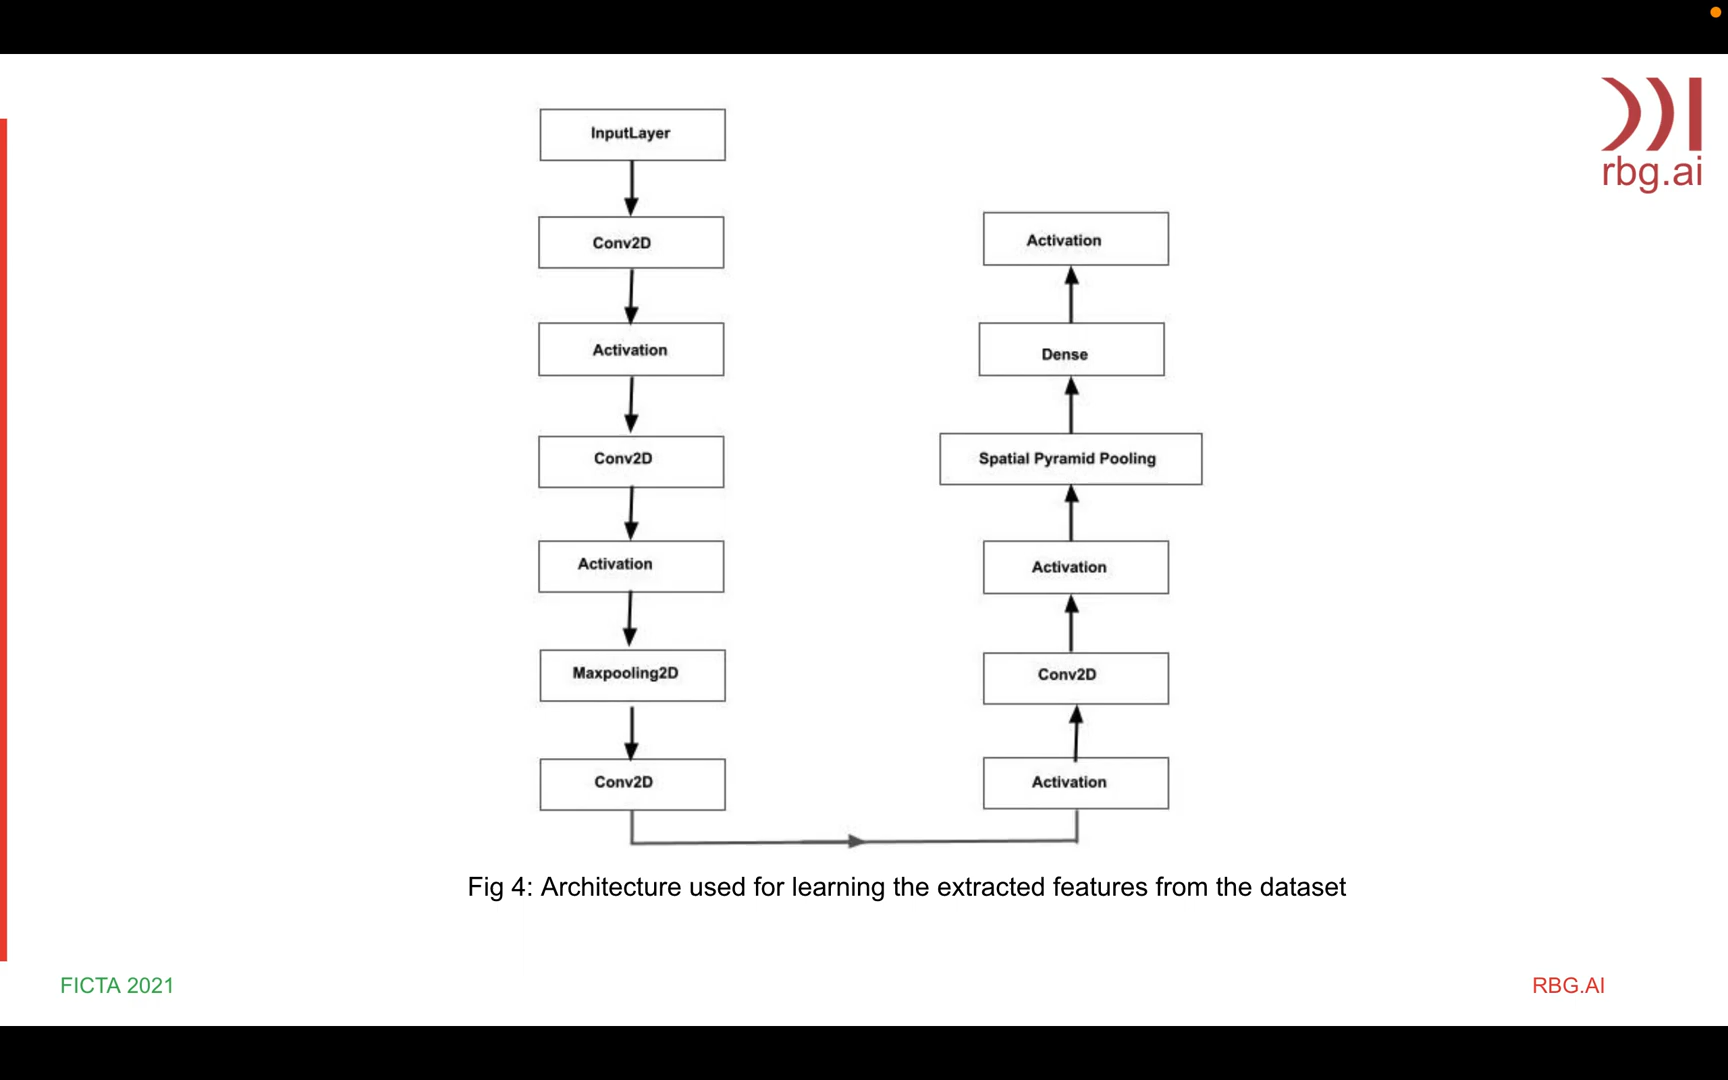 InputLayer
Conv2D
Activation
Conv2D
Activation
Maxpooling2D
Conv2D
Activation
Conv2D
Activation
Spatial Pyramid Pooling
Dense
Activation
rbg.ai
Fig 4: Architecture used for learning the extracted features from the dataset
FICTA 2021
RBG.AI